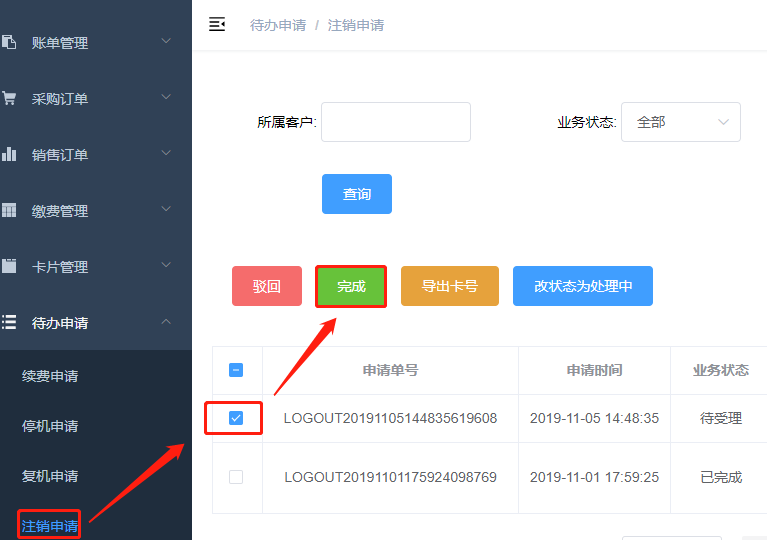 账单管理
采购订单
销售订单
缴费管理
卡片管理
待办申请
续费申请
停机申请
复机申请
注销申请
待办申请 / 注销申请
所属客户:
业务状态: 全部
查询
驳回 完成 导出卡号 改状态为处理中
申请单号 申请时间 业务状态
LOGOUT20191105144835619608 2019-11-05 14:48:35 待受理
LOGOUT20191101175924098769 2019-11-01 17:59:25 已完成